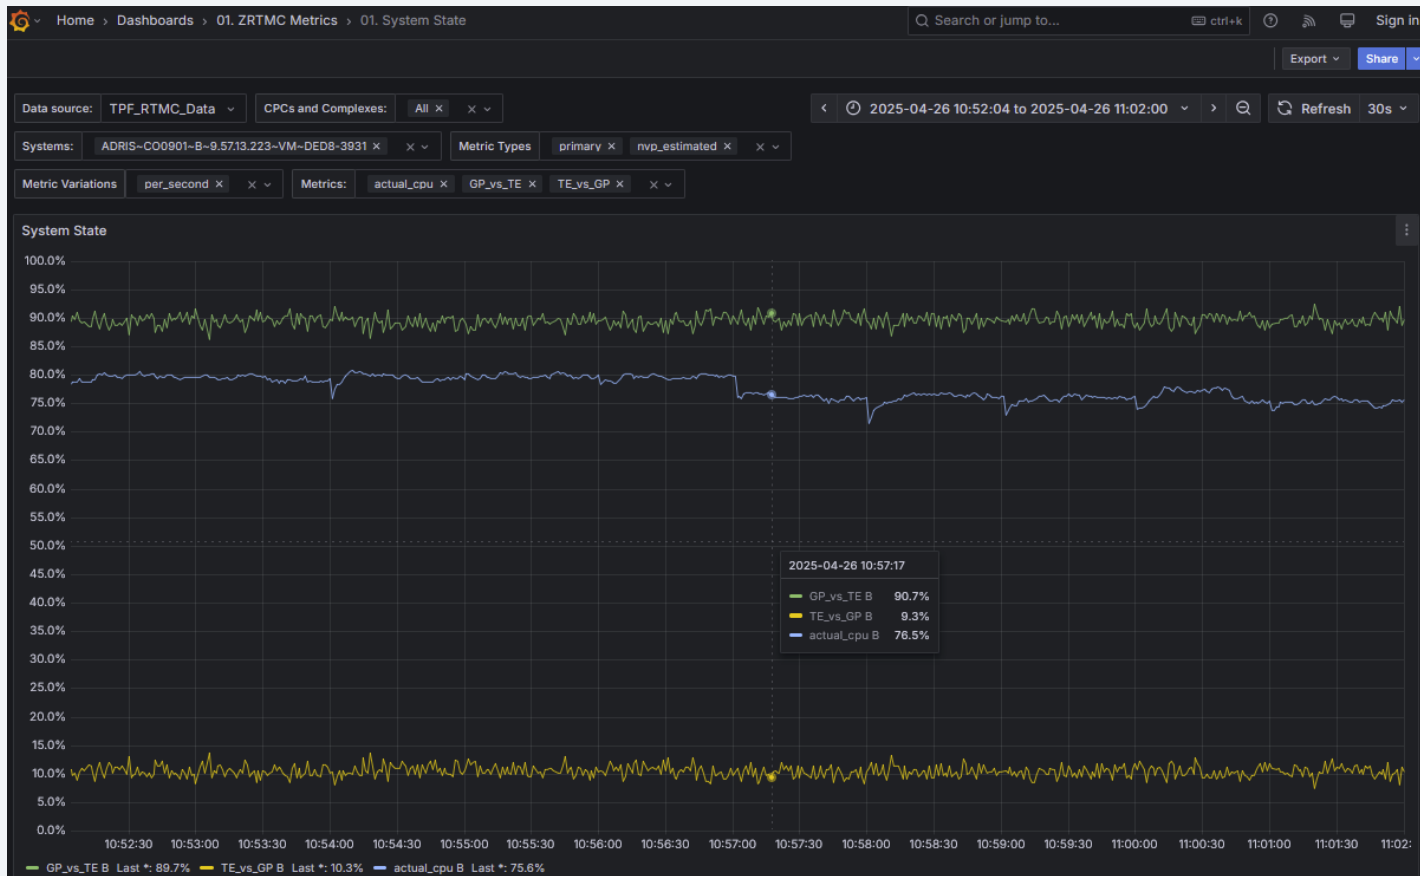 Home › Dashboards › 01. ZRTMC Metrics › 01. System State
Search or jump to... ctrl+k Sign in
Export Share
Data source: TPF_RTMC_Data CPCs and Complexes: All × 2025-04-26 10:52:04 to 2025-04-26 11:02:00 Refresh 30s
Systems: ADRIS~CO0901~B~9.57.13.223~VM~DED8-3931 × Metric Types primary × nvp_estimated ×
Metric Variations per_second × Metrics: actual_cpu × GP_vs_TE × TE_vs_GP ×
System State
100.0%
95.0%
90.0%
85.0%
80.0%
75.0%
70.0%
65.0%
60.0%
55.0%
50.0%
45.0%
40.0%
35.0%
30.0%
25.0%
20.0%
15.0%
10.0%
5.0%
0.0%
2025-04-26 10:57:17
GP_vs_TE B 90.7%
TE_vs_GP B 9.3%
actual_cpu B 76.5%
10:52:30 10:53:00 10:53:30 10:54:00 10:54:30 10:55:00 10:55:30 10:56:00 10:56:30 10:57:00 10:57:30 10:58:00 10:58:30 10:59:00 10:59:30 11:00:00 11:00:30 11:01:00 11:01:30 11:02:
GP_vs_TE B Last *: 89.7% TE_vs_GP B Last *: 10.3% actual_cpu B Last *: 75.6%